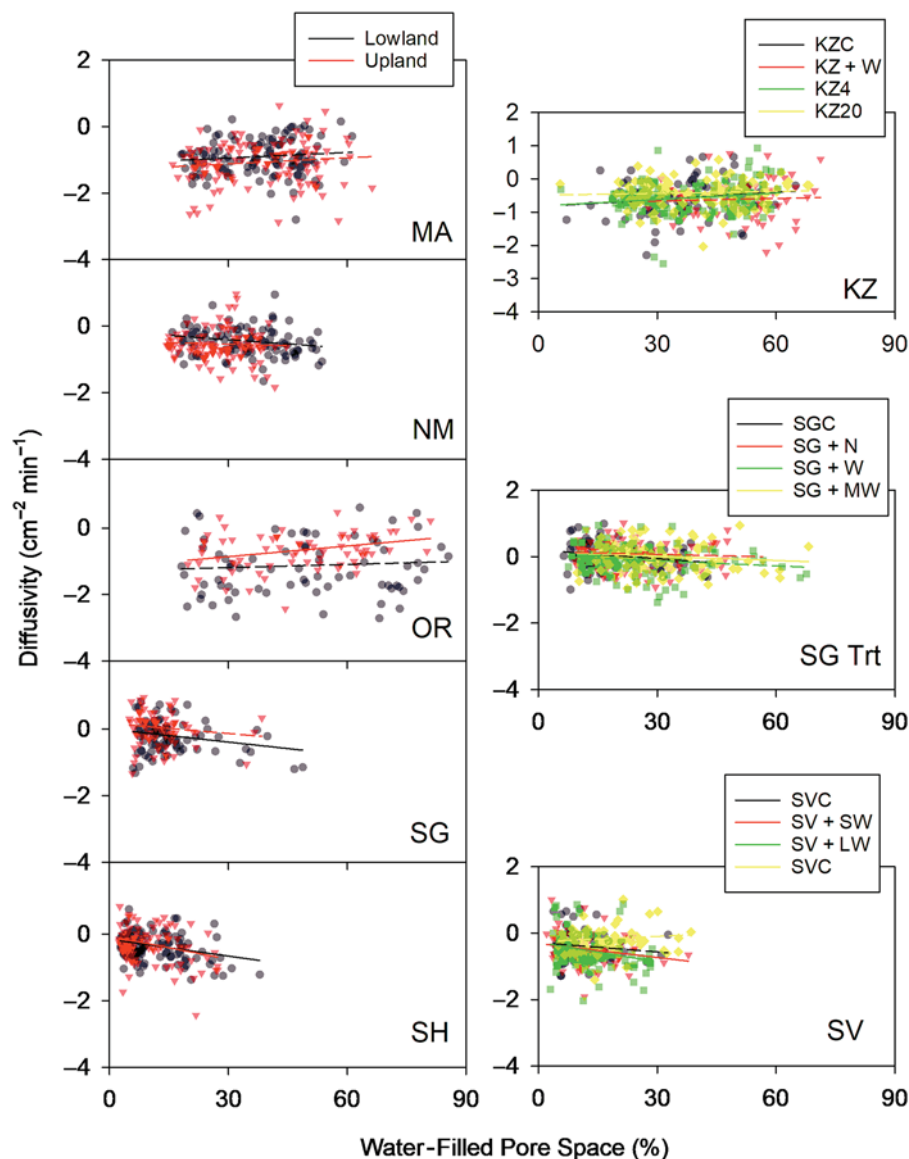 Lowland
Upland
2
0
−2
−4
MA
0
−2
−4
NM
0
−2
−4
OR
0
−2
−4
SG
0
−2
−4
SH
0 30 60 90
Diffusivity (cm⁻² min⁻¹)
KZC
KZ + W
KZ4
KZ20
2
1
0
−1
−2
−3
−4
KZ
0 30 60 90
SGC
SG + N
SG + W
SG + MW
2
0
−2
−4
SG Trt
0 30 60 90
SVC
SV + SW
SV + LW
SVC
2
0
−2
−4
SV
0 30 60 90
Water-Filled Pore Space (%)